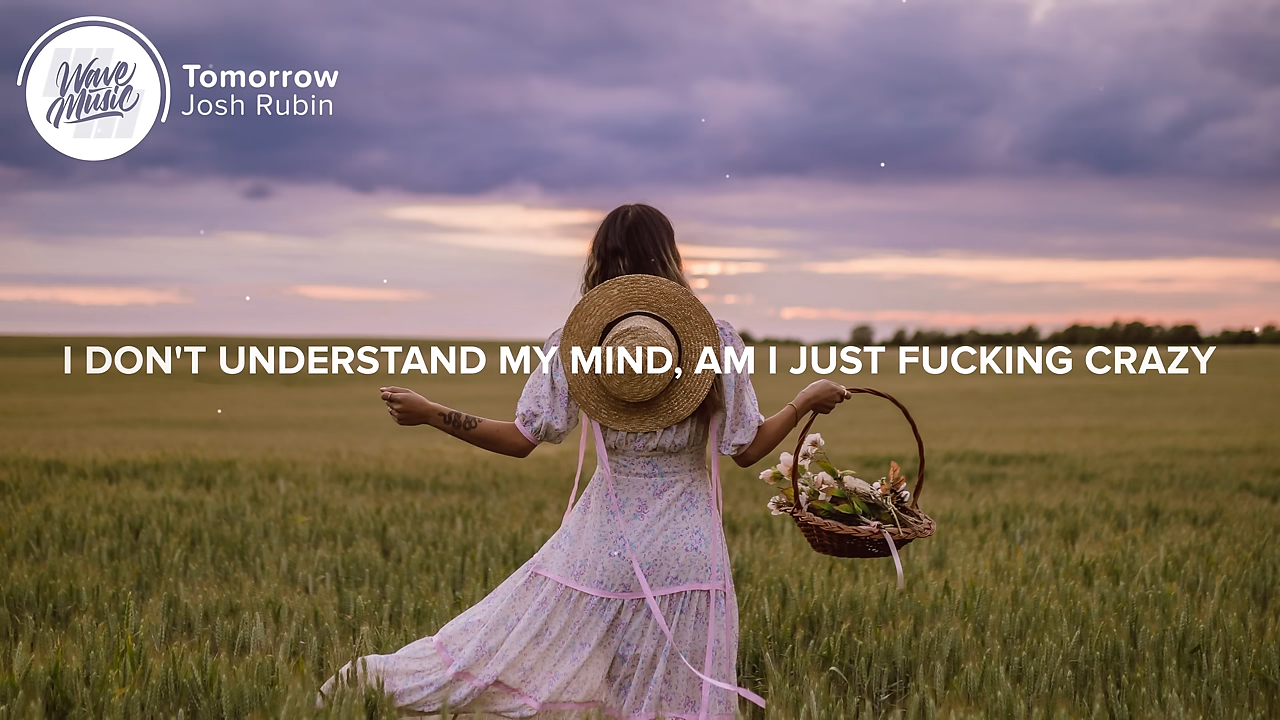 Wave
Music
Tomorrow
Josh Rubin
I DON'T UNDERSTAND MY MIND, AM I JUST FUCKING CRAZY